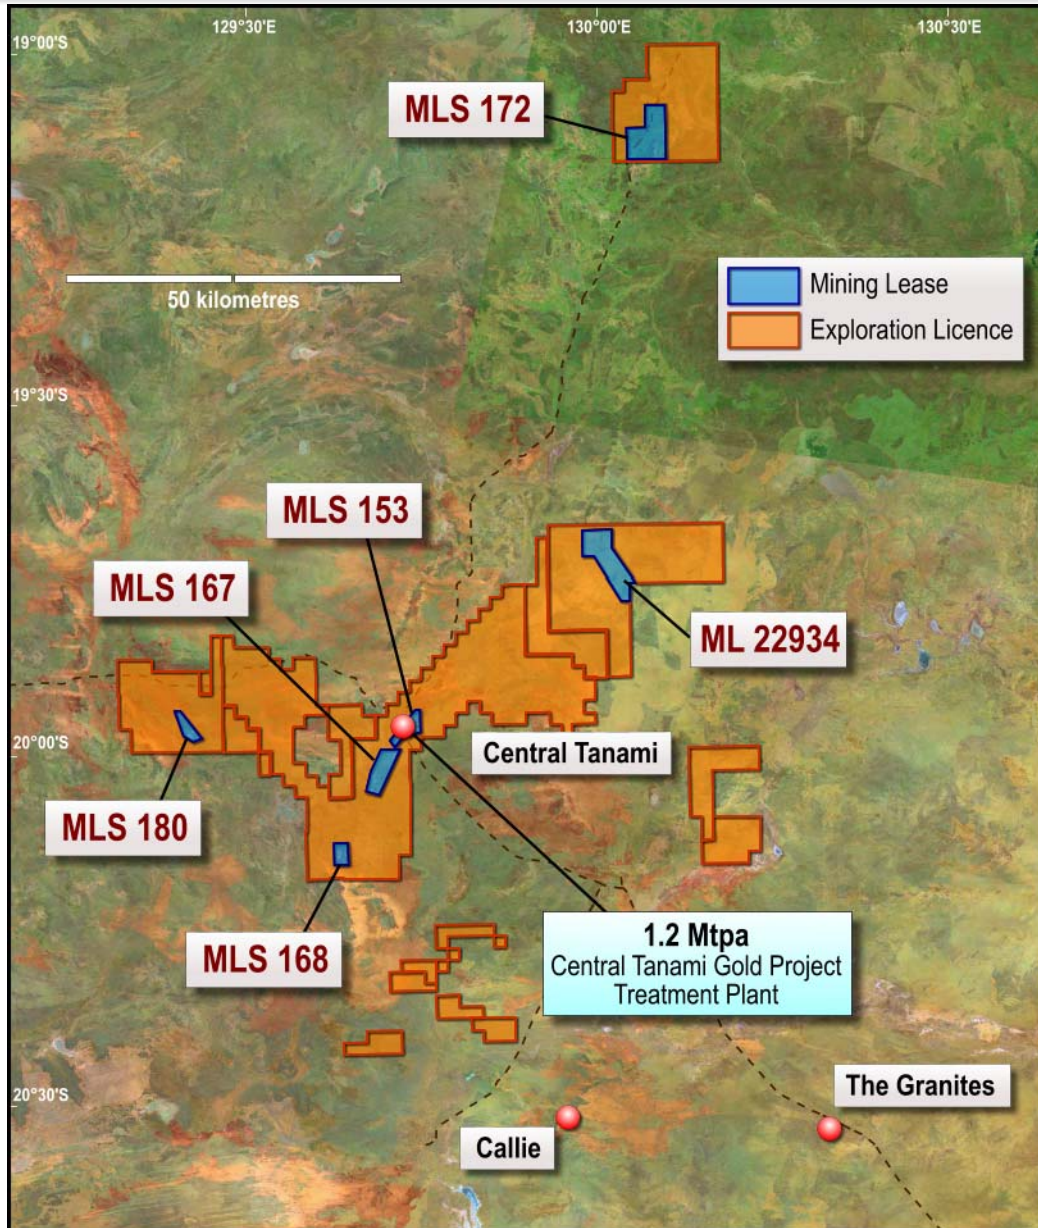 129°30'E
130°00'E
130°30'E
19°00'S
MLS 172
Mining Lease
Exploration Licence
50 kilometres
19°30'S
MLS 153
MLS 167
ML 22934
20°00'S
Central Tanami
MLS 180
MLS 168
1.2 Mtpa
Central Tanami Gold Project
Treatment Plant
20°30'S
The Granites
Callie